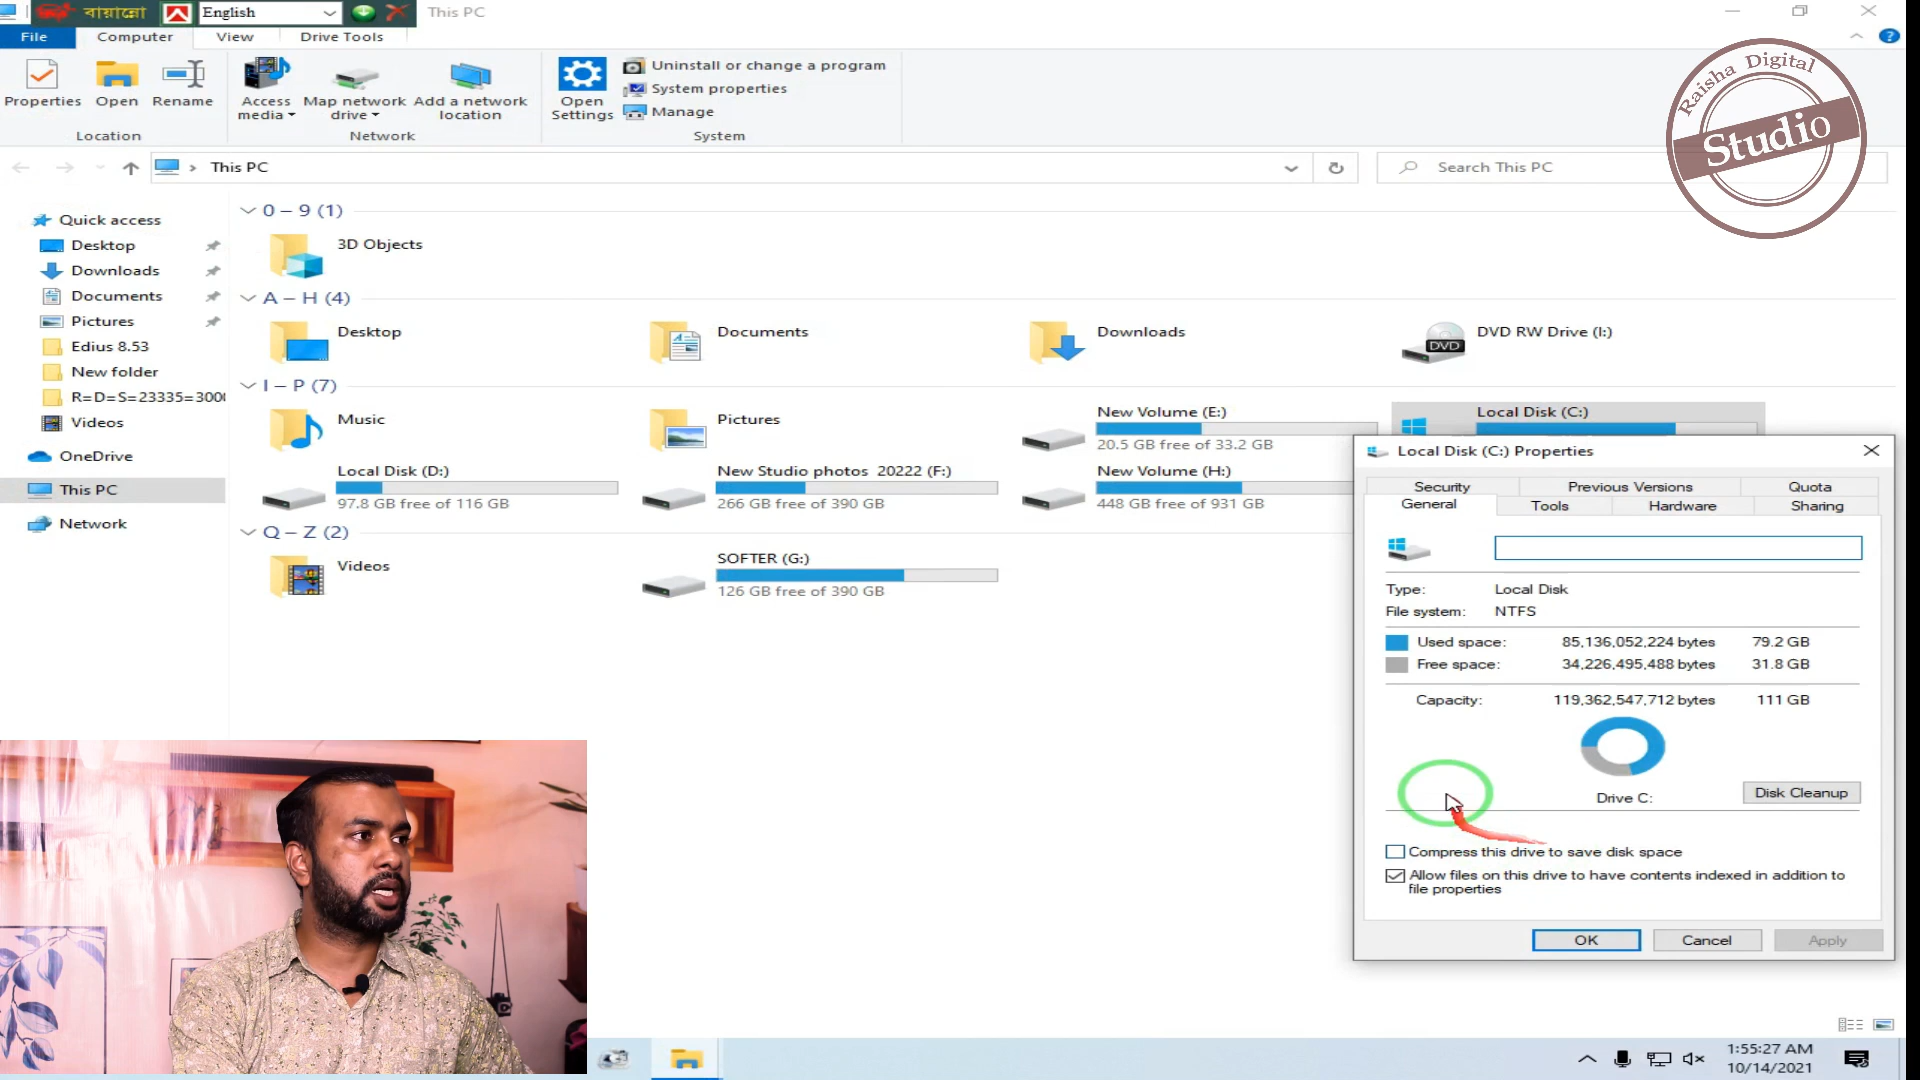 বায়ান্নো
English
This PC
File
Computer
View
Drive Tools
Properties
Open
Rename
Access media
Map network drive
Add a network location
Open Settings
Uninstall or change a program
System properties
Manage
Location
Network
System
Raisha Digital
Studio
This PC
Search This PC
Quick access
Desktop
Downloads
Documents
Pictures
Edius 8.53
New folder
R=D=S=23335=300
Videos
OneDrive
This PC
Network
0 – 9 (1)
3D Objects
A – H (4)
Desktop
Documents
Downloads
DVD RW Drive (I:)
DVD
I – P (7)
Music
Pictures
New Volume (E:)
20.5 GB free of 33.2 GB
Local Disk (C:)
Local Disk (D:)
97.8 GB free of 116 GB
New Studio photos 20222 (F:)
266 GB free of 390 GB
New Volume (H:)
448 GB free of 931 GB
Q – Z (2)
Videos
SOFTER (G:)
126 GB free of 390 GB
Local Disk (C:) Properties
Security
Previous Versions
Quota
General
Tools
Hardware
Sharing
Type: Local Disk
File system: NTFS
Used space: 85,136,052,224 bytes 79.2 GB
Free space: 34,226,495,488 bytes 31.8 GB
Capacity: 119,362,547,712 bytes 111 GB
Drive C:
Disk Cleanup
Compress this drive to save disk space
Allow files on this drive to have contents indexed in addition to
file properties
OK
Cancel
Apply
1:55:27 AM
10/14/2021